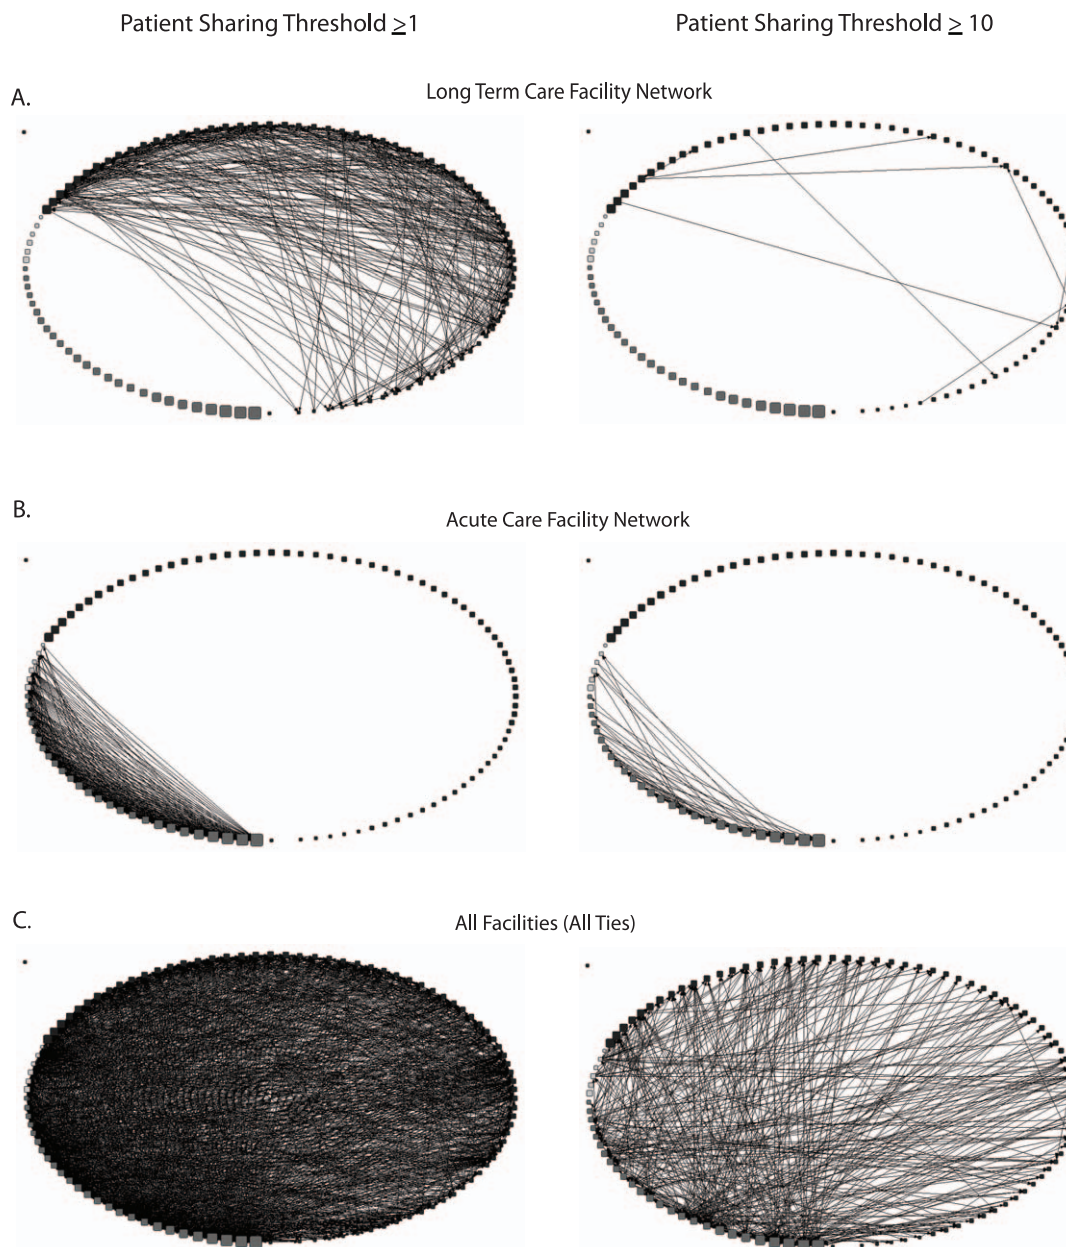 Patient Sharing Threshold ≥1
Patient Sharing Threshold ≥ 10
A.
Long Term Care Facility Network
B.
Acute Care Facility Network
C.
All Facilities (All Ties)